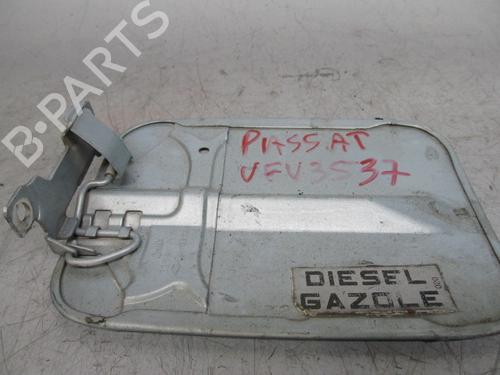 B-PARTS
PASSAT
VFV3537
DIESEL
GAZOLE